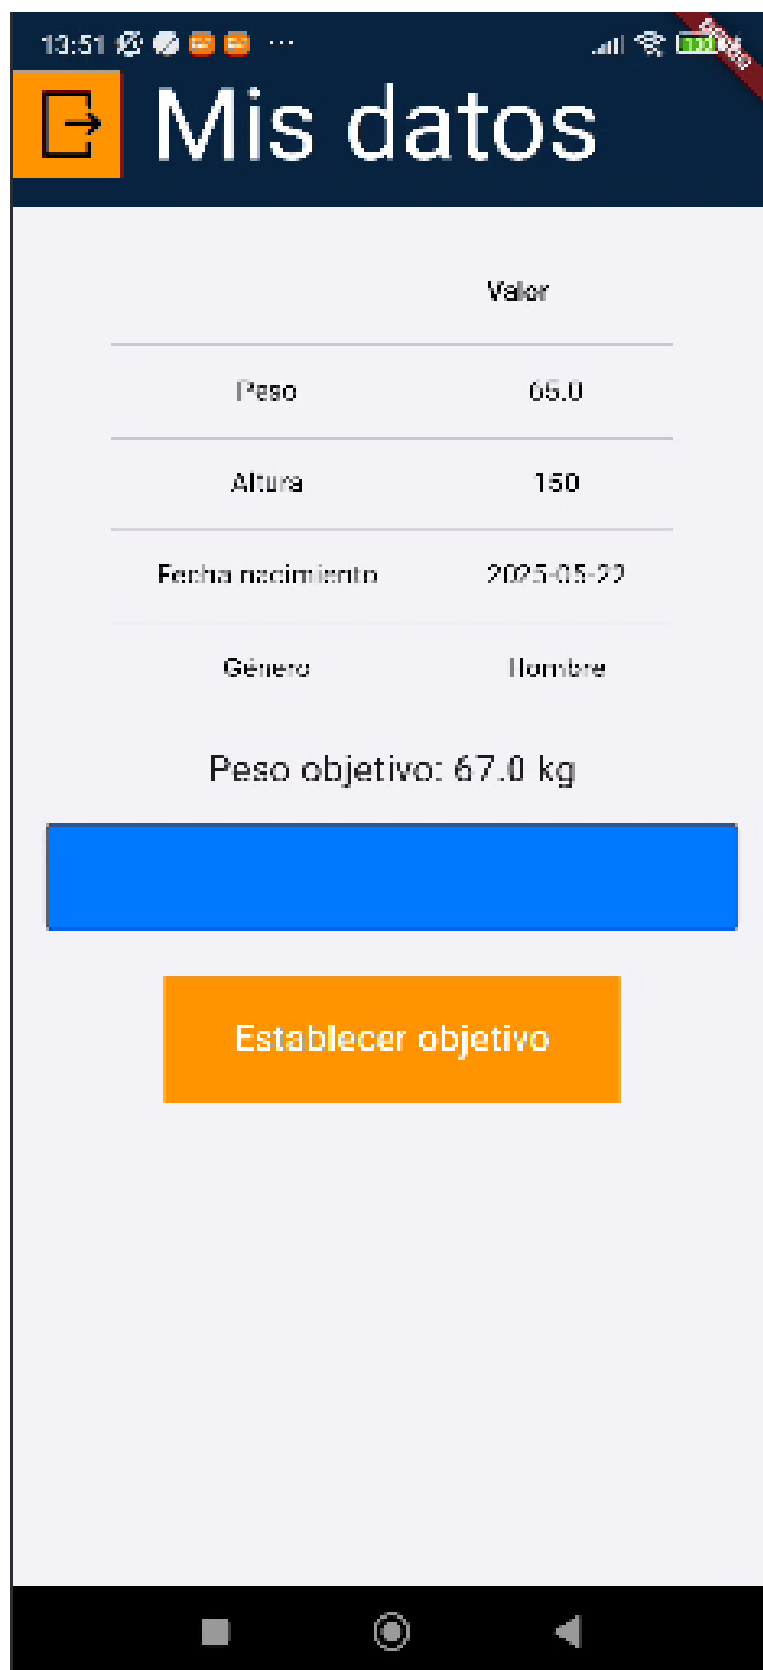 13:51
Mis datos
Valor
Peso 65.0
Altura 150
Fecha nacimiento 2025-05-22
Género Hombre
Peso objetivo: 67.0 kg
Establecer objetivo